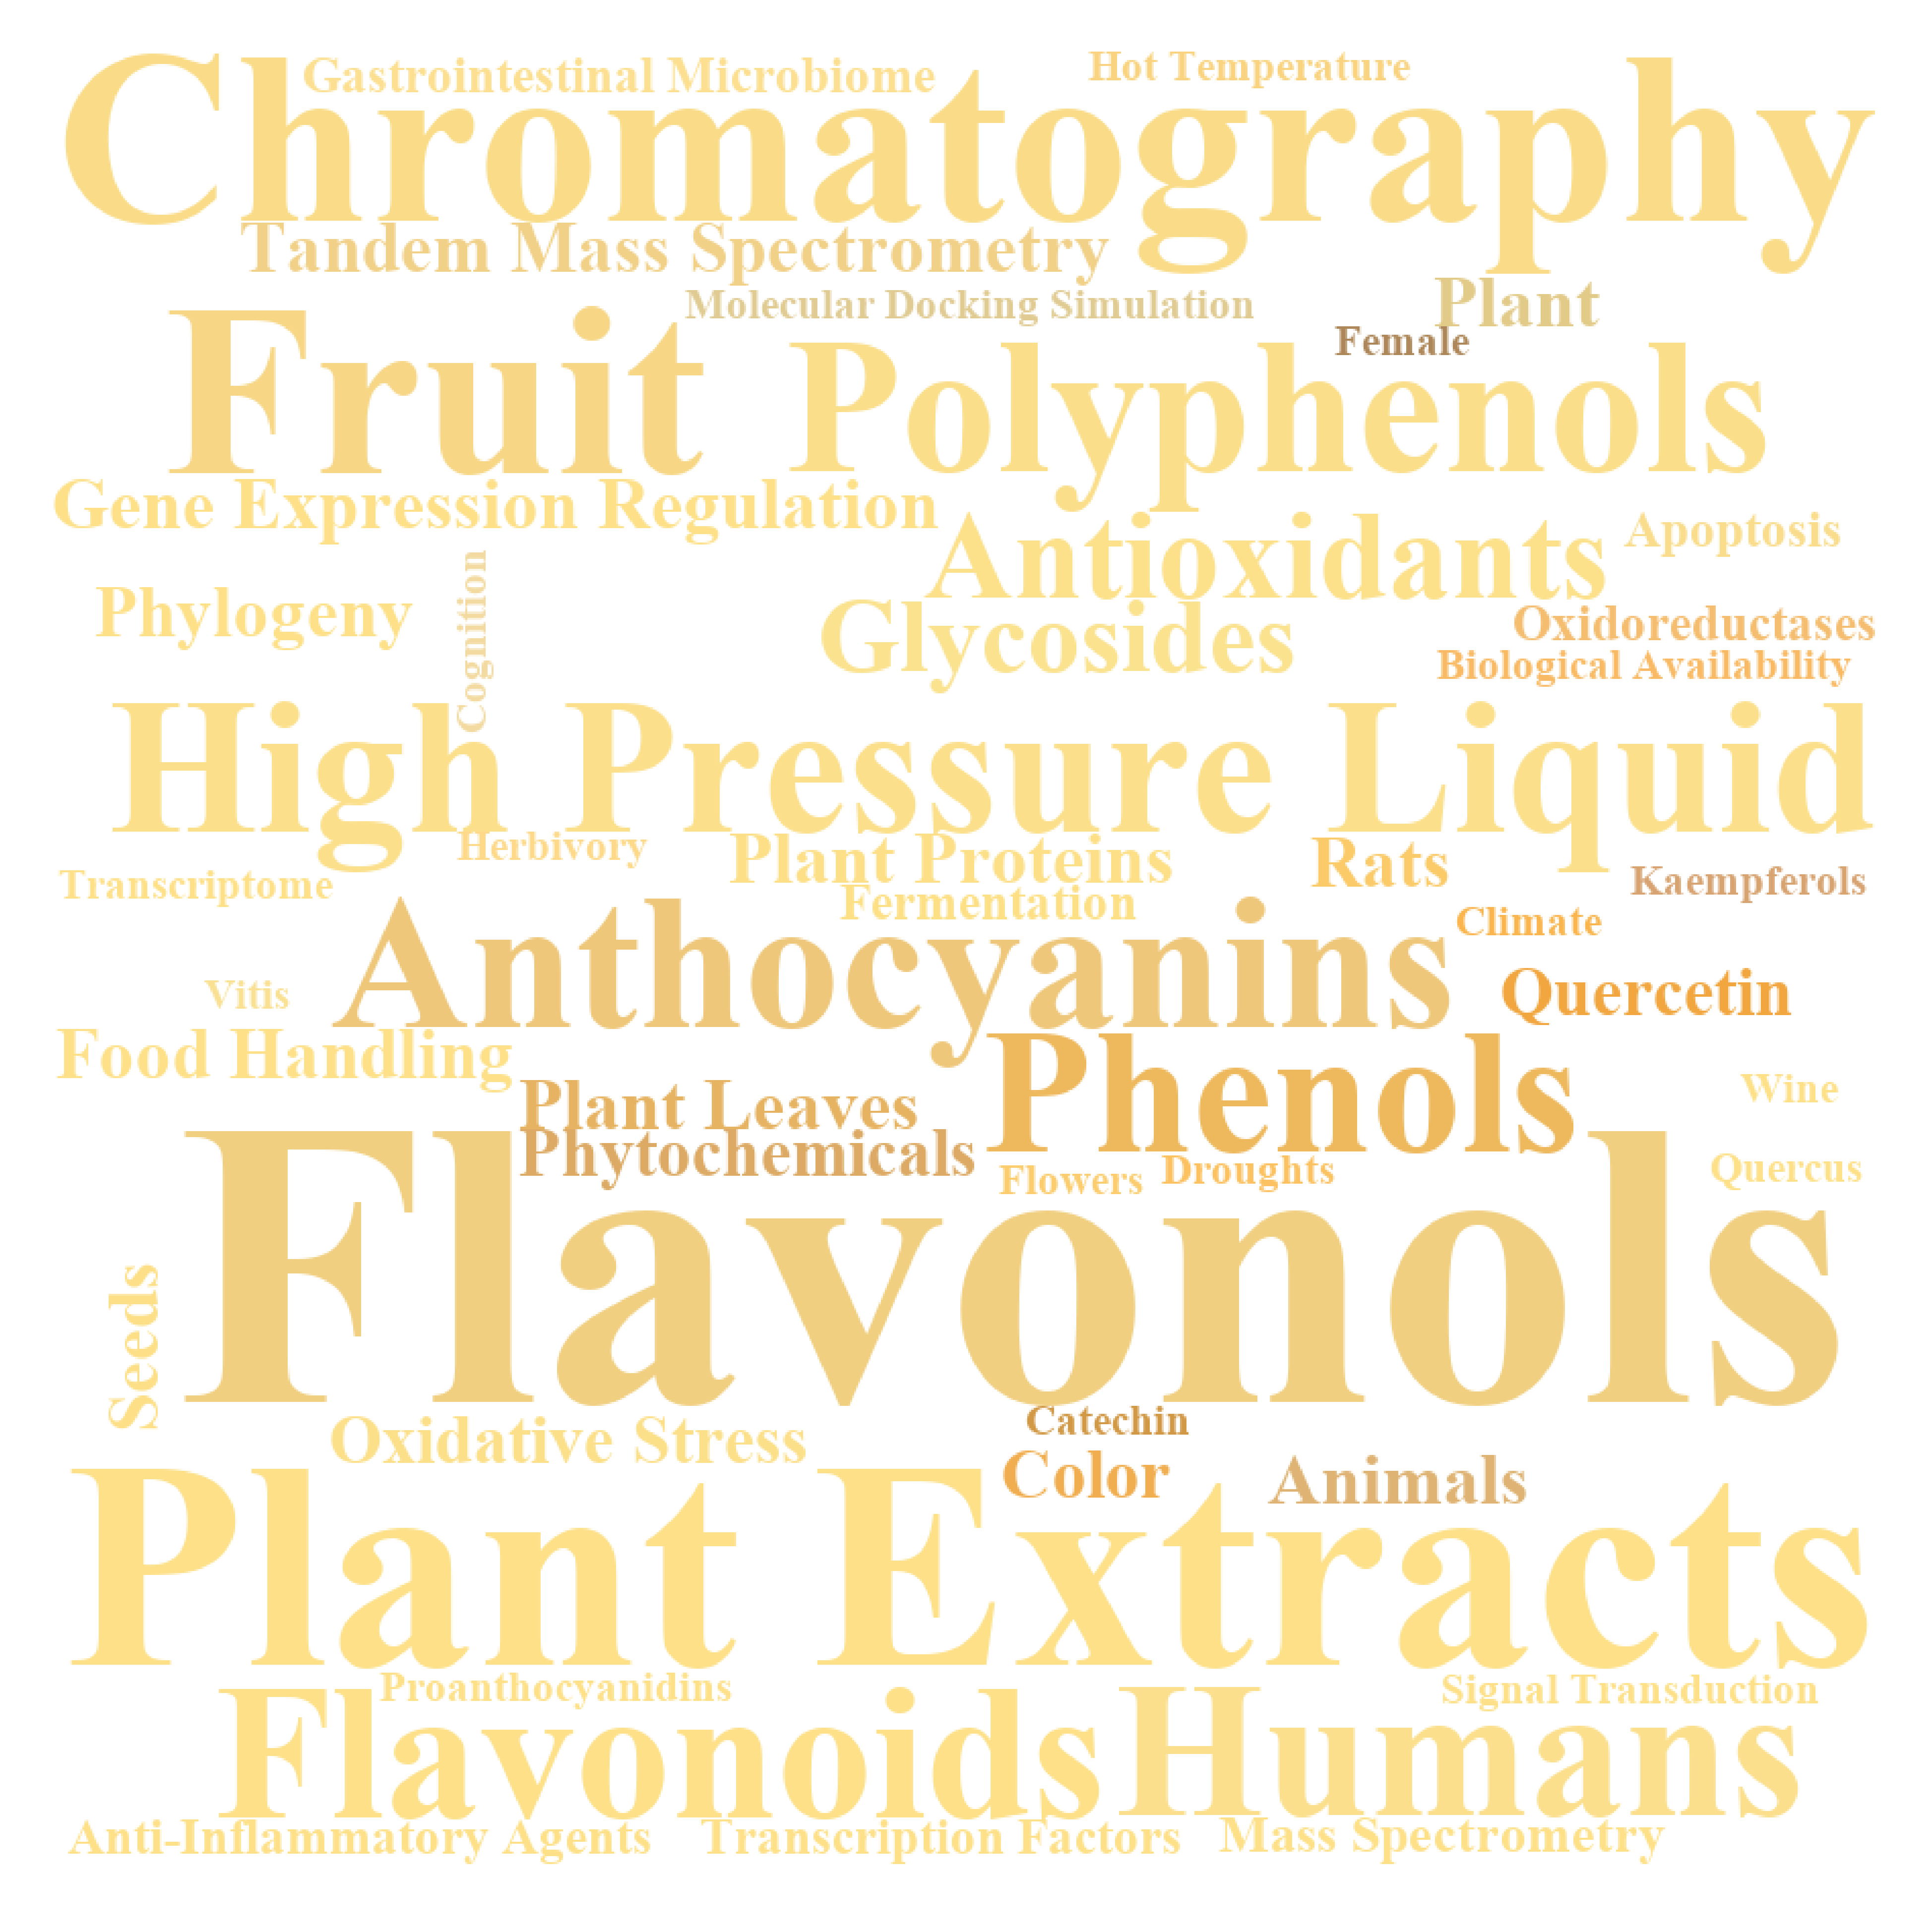 Gastrointestinal Microbiome
Hot Temperature
Chromatography
Tandem Mass Spectrometry
Molecular Docking Simulation
Plant
Female
Fruit
Polyphenols
Gene Expression Regulation
Antioxidants
Apoptosis
Phylogeny
Cognition
Glycosides
Oxidoreductases
Biological Availability
High Pressure Liquid
Herbivory
Plant Proteins
Rats
Transcriptome
Fermentation
Kaempferols
Climate
Anthocyanins
Vitis
Quercetin
Food Handling
Phenols
Plant Leaves
Wine
Phytochemicals
Flowers
Droughts
Quercus
Flavonols
Seeds
Oxidative Stress
Catechin
Color
Animals
Plant Extracts
Proanthocyanidins
Signal Transduction
Flavonoids
Humans
Anti-Inflammatory Agents
Transcription Factors
Mass Spectrometry